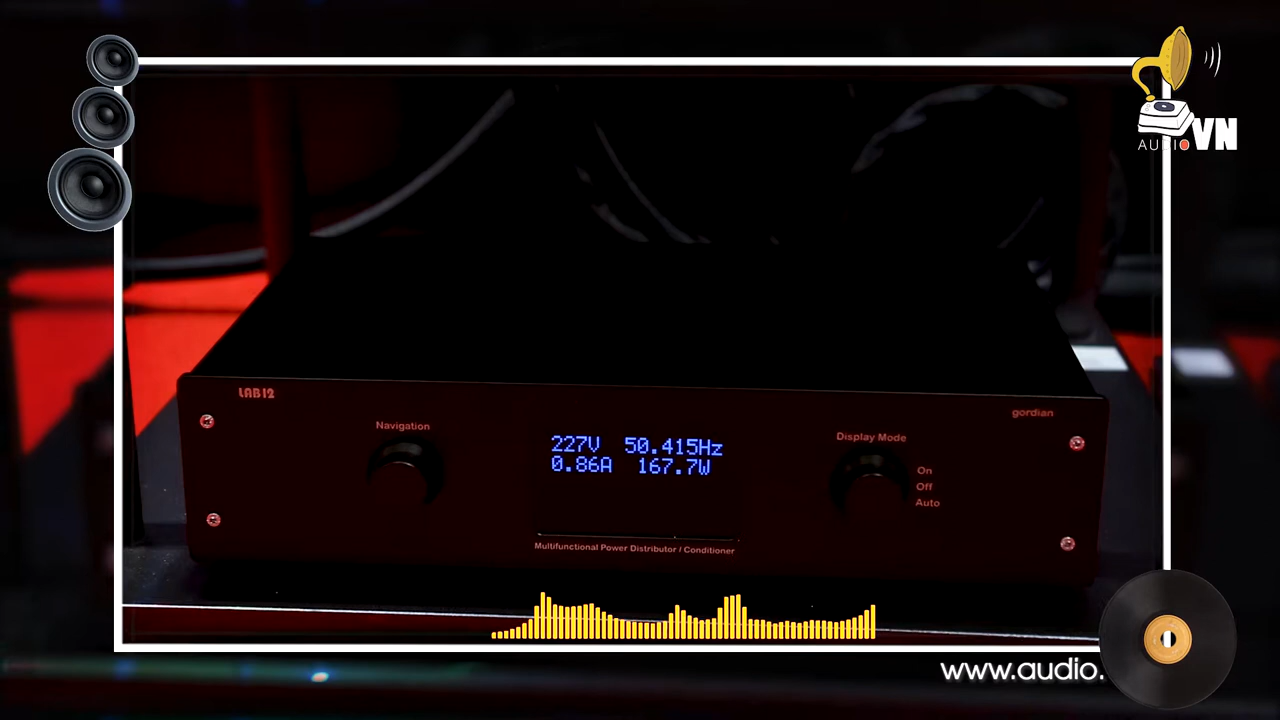 AUDIO VN
LAB12
gordian
Navigation
Display Mode
227V 50.415Hz
0.86A 167.7W
On
Off
Auto
Multifunctional Power Distributor / Conditioner
www.audio.